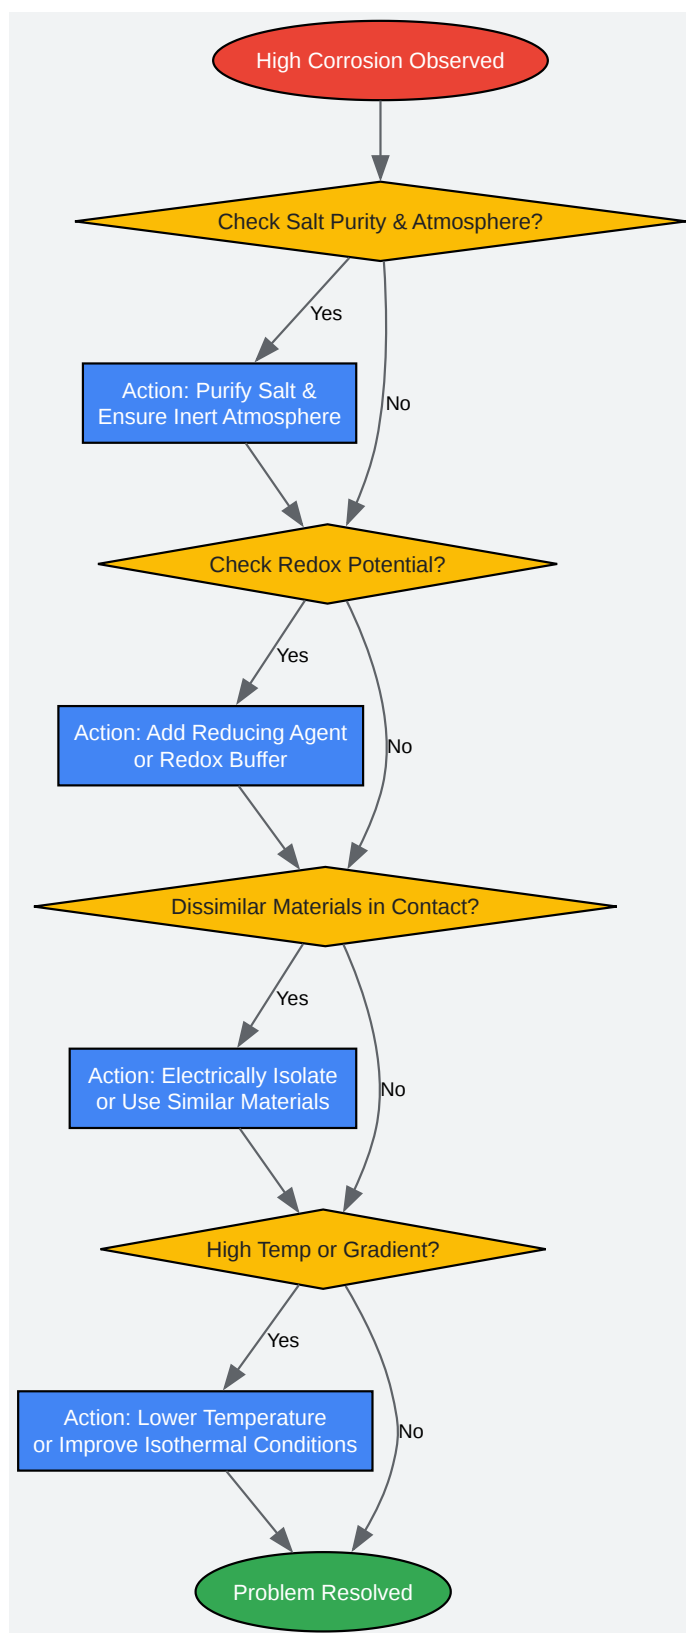 High Corrosion Observed
Check Salt Purity & Atmosphere?
Yes
Action: Purify Salt &
Ensure Inert Atmosphere
No
Check Redox Potential?
Yes
Action: Add Reducing Agent
or Redox Buffer
No
Dissimilar Materials in Contact?
Yes
Action: Electrically Isolate
or Use Similar Materials
No
High Temp or Gradient?
Yes
Action: Lower Temperature
or Improve Isothermal Conditions
No
Problem Resolved